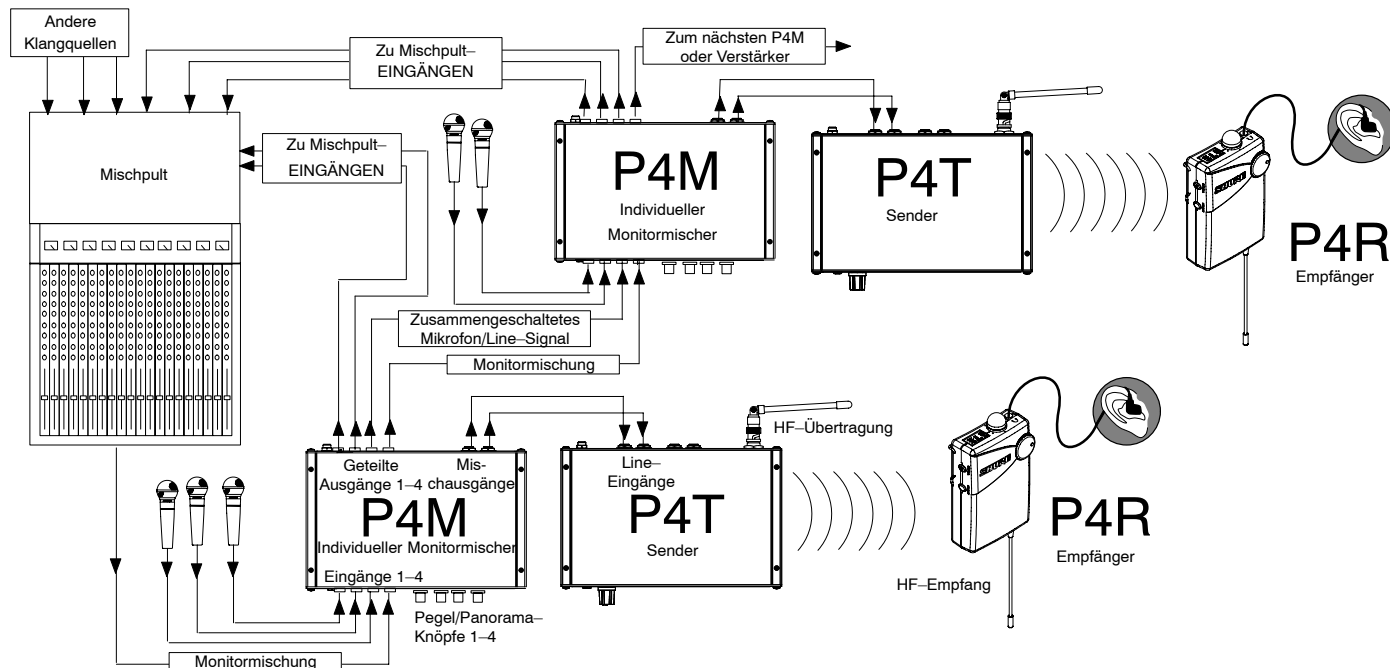 Andere
Klangquellen
Zu Mischpult–
EINGÄNGEN
Zum nächsten P4M
oder Verstärker
Mischpult
Zu Mischpult–
EINGÄNGEN
P4M
Individueller
Monitormischer
P4T
Sender
SHURE
P4R
Empfänger
Zusammengeschaltetes
Mikrofon/Line–Signal
Monitormischung
HF–Übertragung
Geteilte
Ausgänge 1–4
Mis-
chausgänge
P4M
Individueller Monitormischer
Eingänge 1–4
Pegel/Panorama–
Knöpfe 1–4
Line–
Eingänge
P4T
Sender
SHURE
P4R
Empfänger
HF–Empfang
Monitormischung